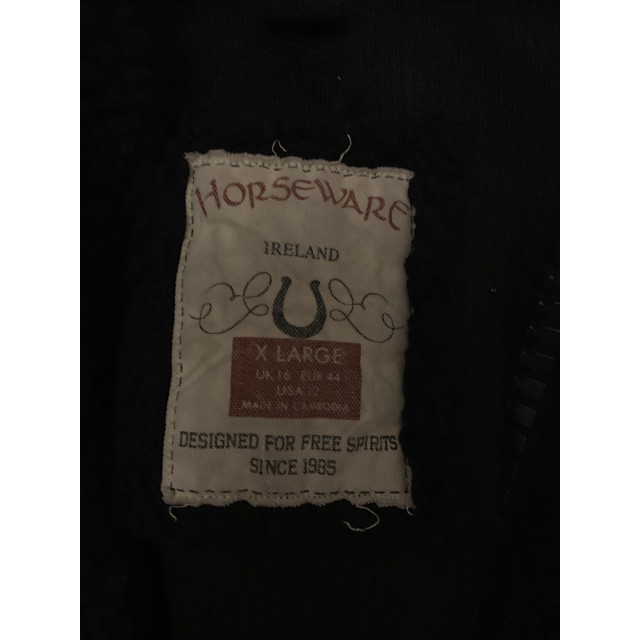 HORSEWARE
IRELAND
X LARGE
UK 16 EUR 44
USA 12
MADE IN CAMBODIA
DESIGNED FOR FREE SPIRITS
SINCE 1985